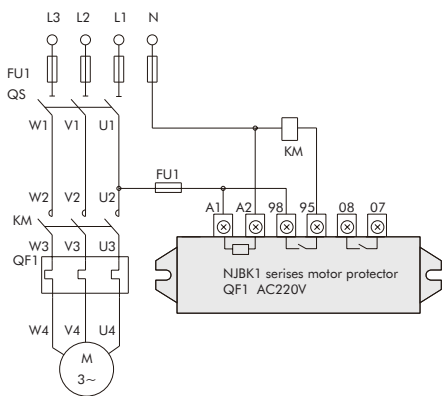 L3 L2 L1 N
FU1
QS
W1 V1 U1
KM
FU1
W2 V2 U2
A1 A2 98 95 08 07
KM
W3 V3 U3
QF1
NJBK1 serises motor protector
QF1 AC220V
W4 V4 U4
M
3~